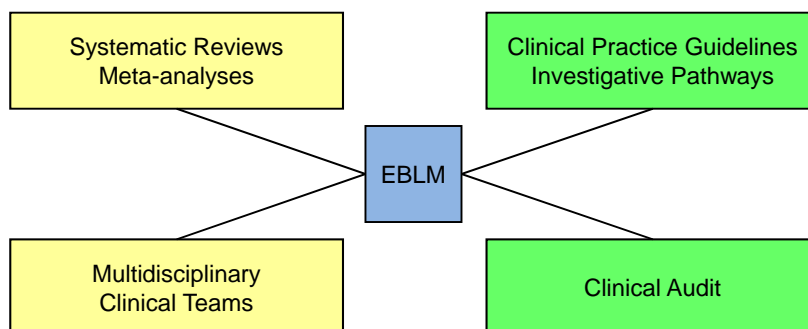 Systematic Reviews
Meta-analyses
Clinical Practice Guidelines
Investigative Pathways
EBLM
Multidisciplinary
Clinical Teams
Clinical Audit